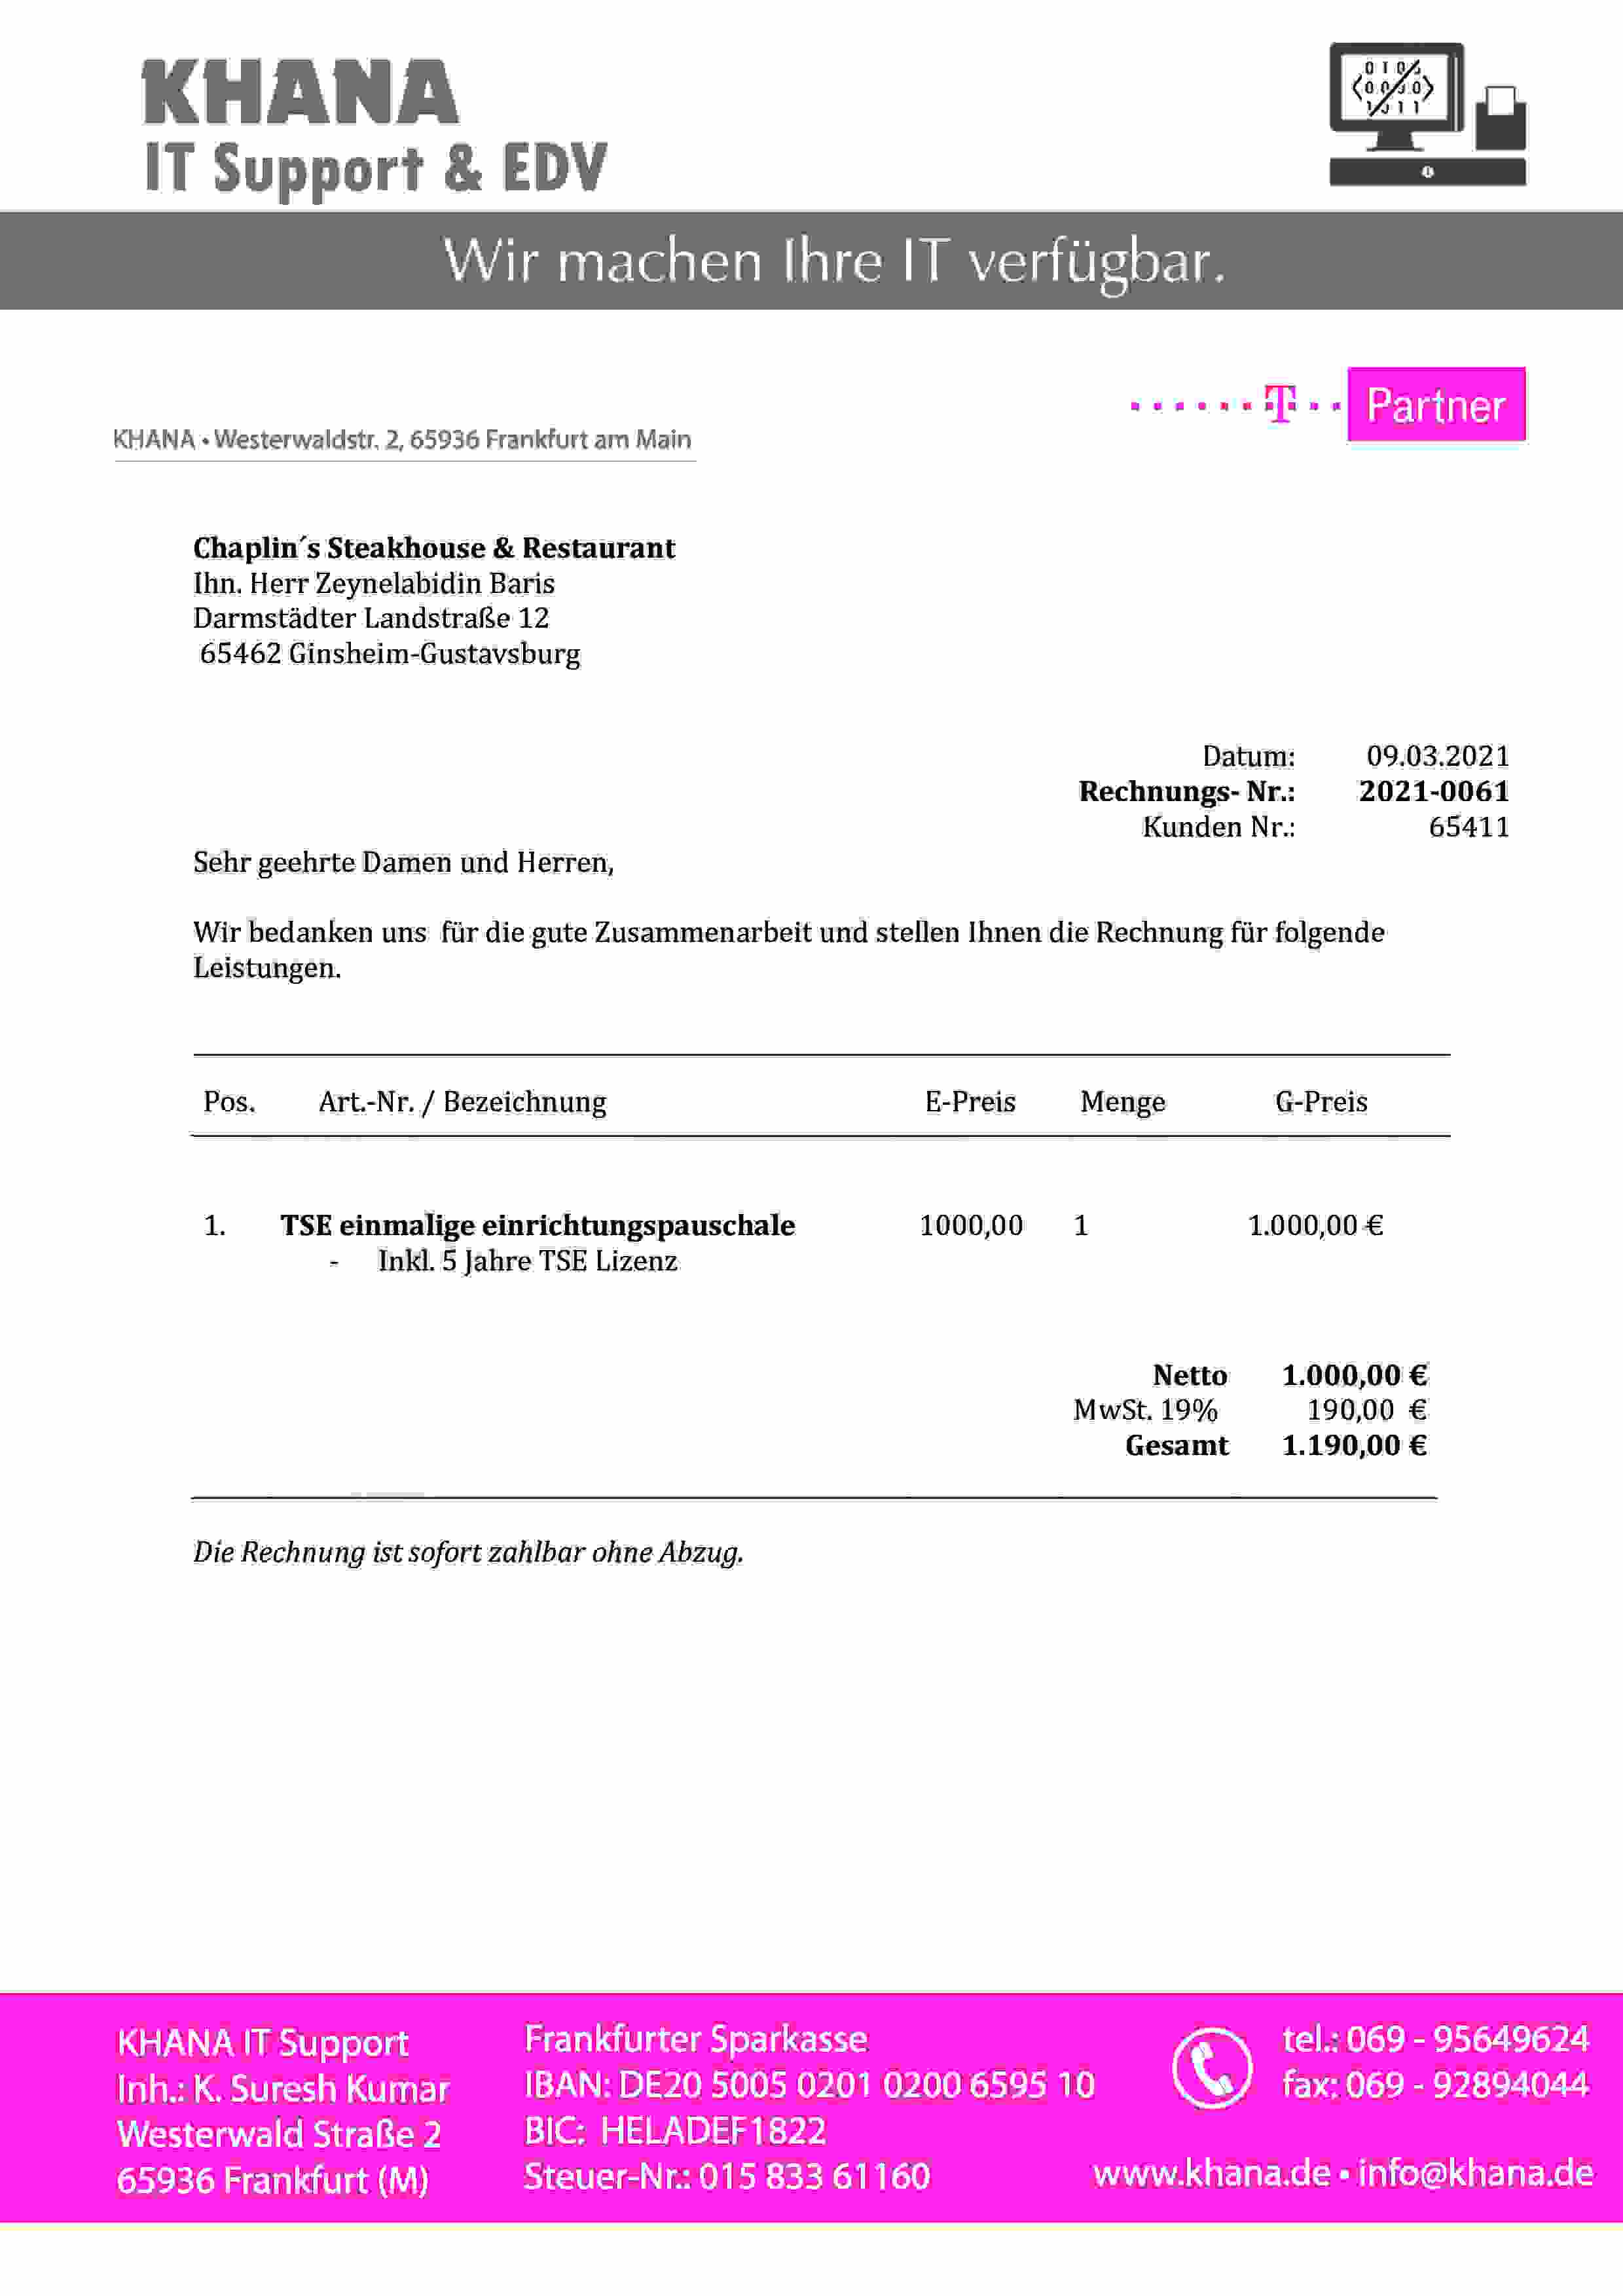 KHANA
IT Support & EDV
Wir machen Ihre IT verfügbar.
T Partner
KHANA • Westerwaldstr. 2, 65936 Frankfurt am Main
Chaplin´s Steakhouse & Restaurant
Ihn. Herr Zeynelabidin Baris
Darmstädter Landstraße 12
65462 Ginsheim-Gustavsburg
Datum: 09.03.2021
Rechnungs- Nr.: 2021-0061
Kunden Nr.: 65411
Sehr geehrte Damen und Herren,
Wir bedanken uns für die gute Zusammenarbeit und stellen Ihnen die Rechnung für folgende
Leistungen.
Pos. Art.-Nr. / Bezeichnung E-Preis Menge G-Preis
1. TSE einmalige einrichtungspauschale 1000,00 1 1.000,00 €
- Inkl. 5 Jahre TSE Lizenz
Netto 1.000,00 €
MwSt. 19% 190,00 €
Gesamt 1.190,00 €
Die Rechnung ist sofort zahlbar ohne Abzug.
KHANA IT Support
Inh.: K. Suresh Kumar
Westerwald Straße 2
65936 Frankfurt (M)
Frankfurter Sparkasse
IBAN: DE20 5005 0201 0200 6595 10
BIC: HELADEF1822
Steuer-Nr.: 015 833 61160
tel.: 069 - 95649624
fax: 069 - 92894044
www.khana.de • info@khana.de